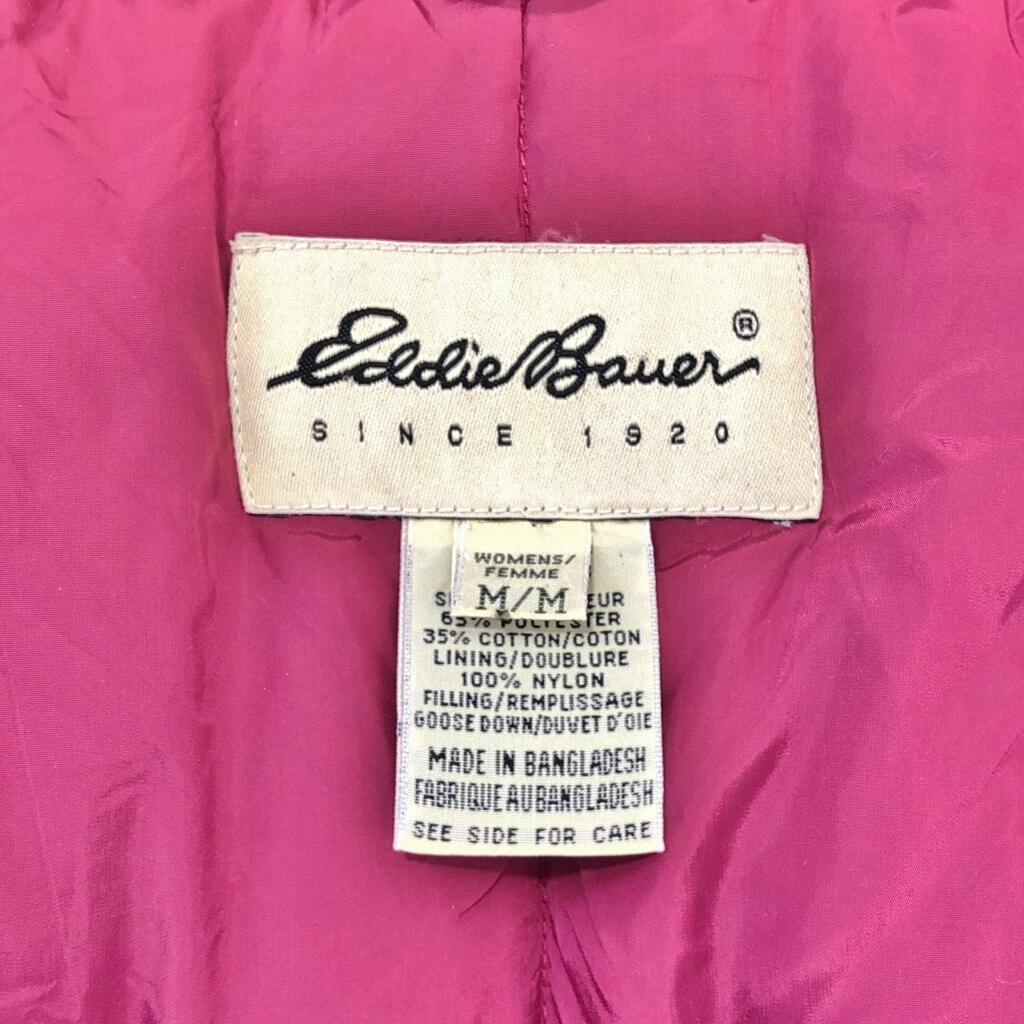 Eddie Bauer ®
SINCE 1920
WOMENS/
FEMME
M/M
65% POLYESTER
35% COTTON/COTON
LINING/DOUBLURE
100% NYLON
FILLING/REMPLISSAGE
GOOSE DOWN/DUVET D'OIE
MADE IN BANGLADESH
FABRIQUE AU BANGLADESH
SEE SIDE FOR CARE